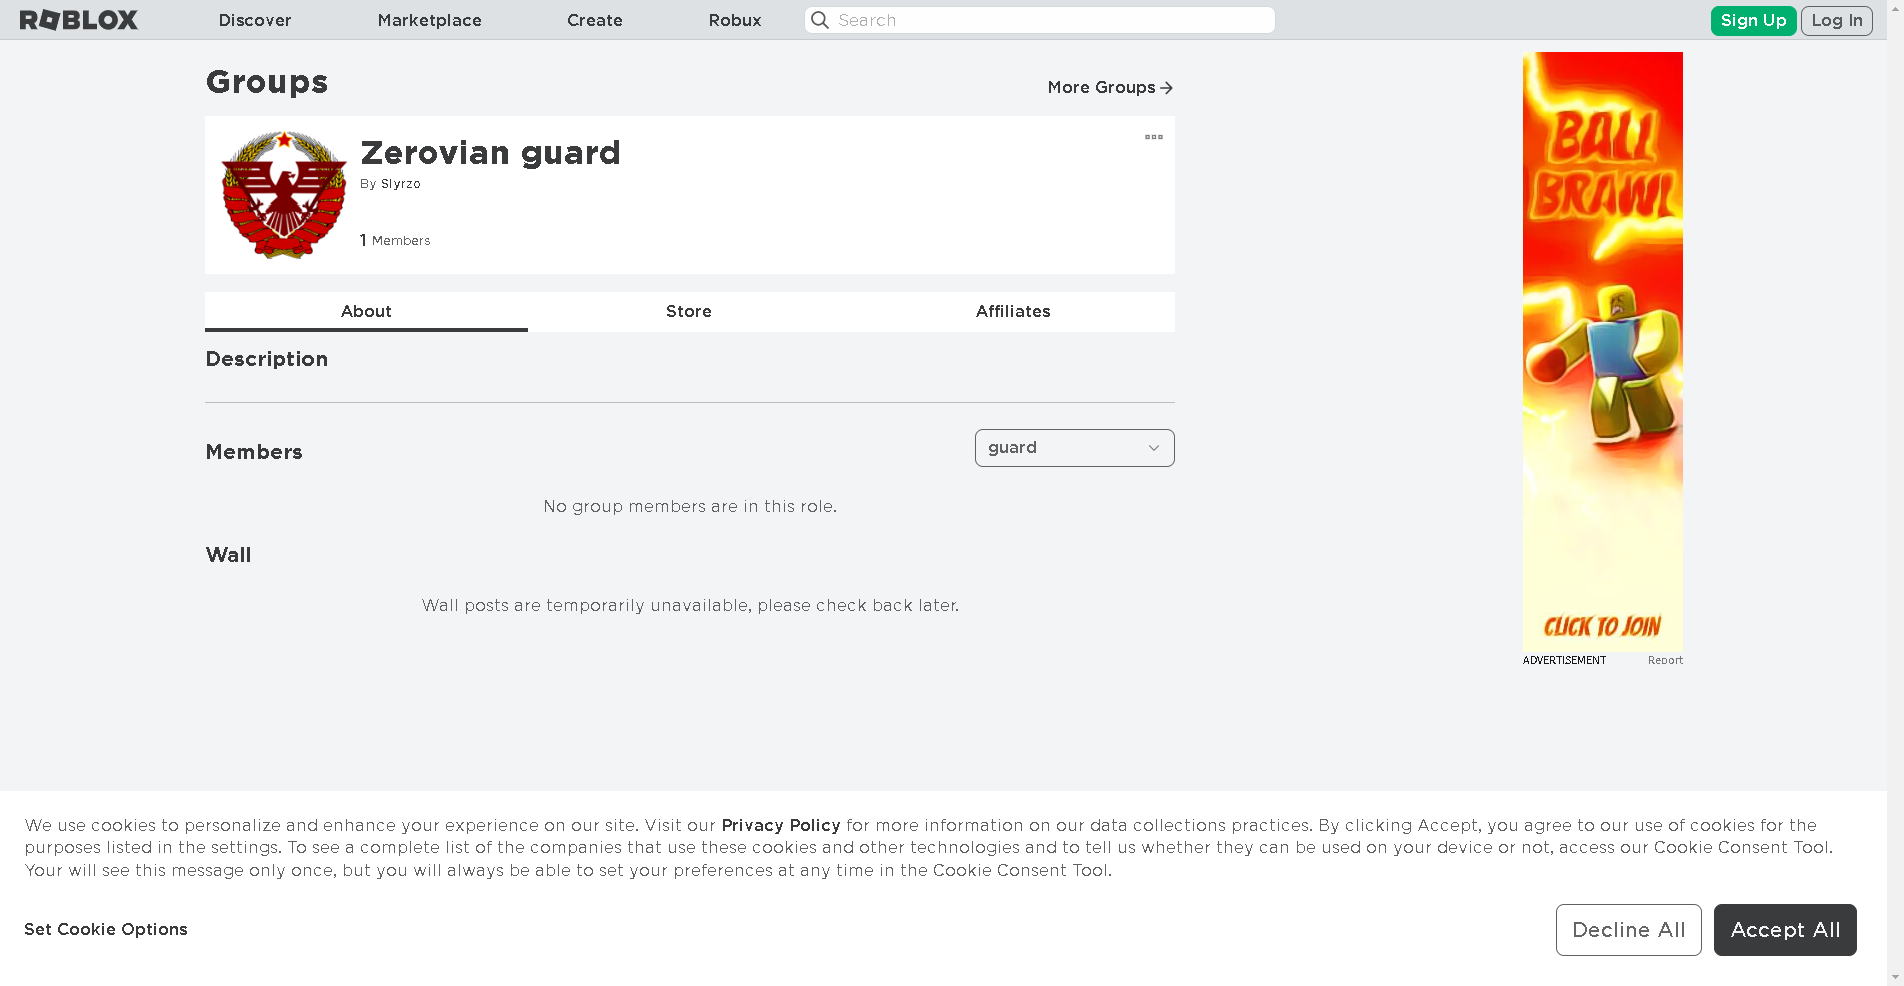 ROBLOX Discover Marketplace Create Robux Search Sign Up Log In
Groups
More Groups
Zerovian guard
By Slyrzo
1 Members
About Store Affiliates
Description
Members
guard
No group members are in this role.
Wall
Wall posts are temporarily unavailable, please check back later.
BALL
BRAWL
CLICK TO JOIN
ADVERTISEMENT Report
We use cookies to personalize and enhance your experience on our site. Visit our Privacy Policy for more information on our data collections practices. By clicking Accept, you agree to our use of cookies for the
purposes listed in the settings. To see a complete list of the companies that use these cookies and other technologies and to tell us whether they can be used on your device or not, access our Cookie Consent Tool.
Your will see this message only once, but you will always be able to set your preferences at any time in the Cookie Consent Tool.
Set Cookie Options
Decline All
Accept All